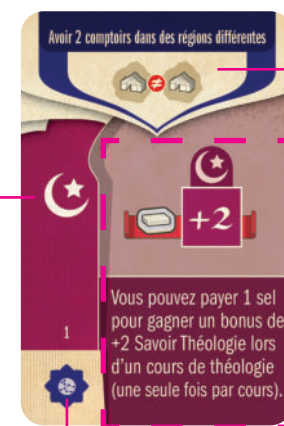 Avoir 2 comptoirs dans des régions différentes
≠
+2
1
Vous pouvez payer 1 sel
pour gagner un bonus de
+2 Savoir Théologie lors
d'un cours de théologie
(une seule fois par cours).